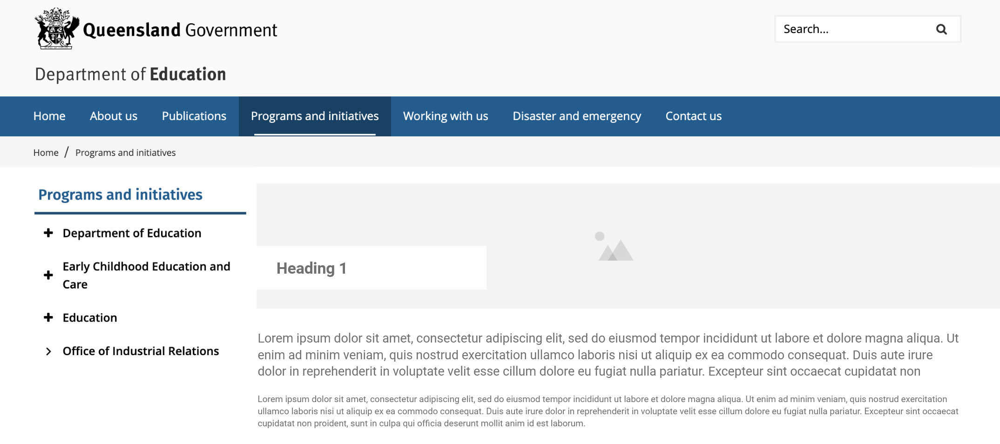 Queensland Government
Search...
Department of Education
Home About us Publications Programs and initiatives Working with us Disaster and emergency Contact us
Home / Programs and initiatives
Programs and initiatives
Department of Education
Early Childhood Education and
Care
Education
Office of Industrial Relations
Heading 1
Lorem ipsum dolor sit amet, consectetur adipiscing elit, sed do eiusmod tempor incididunt ut labore et dolore magna aliqua. Ut
enim ad minim veniam, quis nostrud exercitation ullamco laboris nisi ut aliquip ex ea commodo consequat. Duis aute irure
dolor in reprehenderit in voluptate velit esse cillum dolore eu fugiat nulla pariatur. Excepteur sint occaecat cupidatat non
Lorem ipsum dolor sit amet, consectetur adipiscing elit, sed do eiusmod tempor incididunt ut labore et dolore magna aliqua. Ut enim ad minim veniam, quis nostrud exercitation
ullamco laboris nisi ut aliquip ex ea commodo consequat. Duis aute irure dolor in reprehenderit in voluptate velit esse cillum dolore eu fugiat nulla pariatur. Excepteur sint occaecat
cupidatat non proident, sunt in culpa qui officia deserunt mollit anim id est laborum.